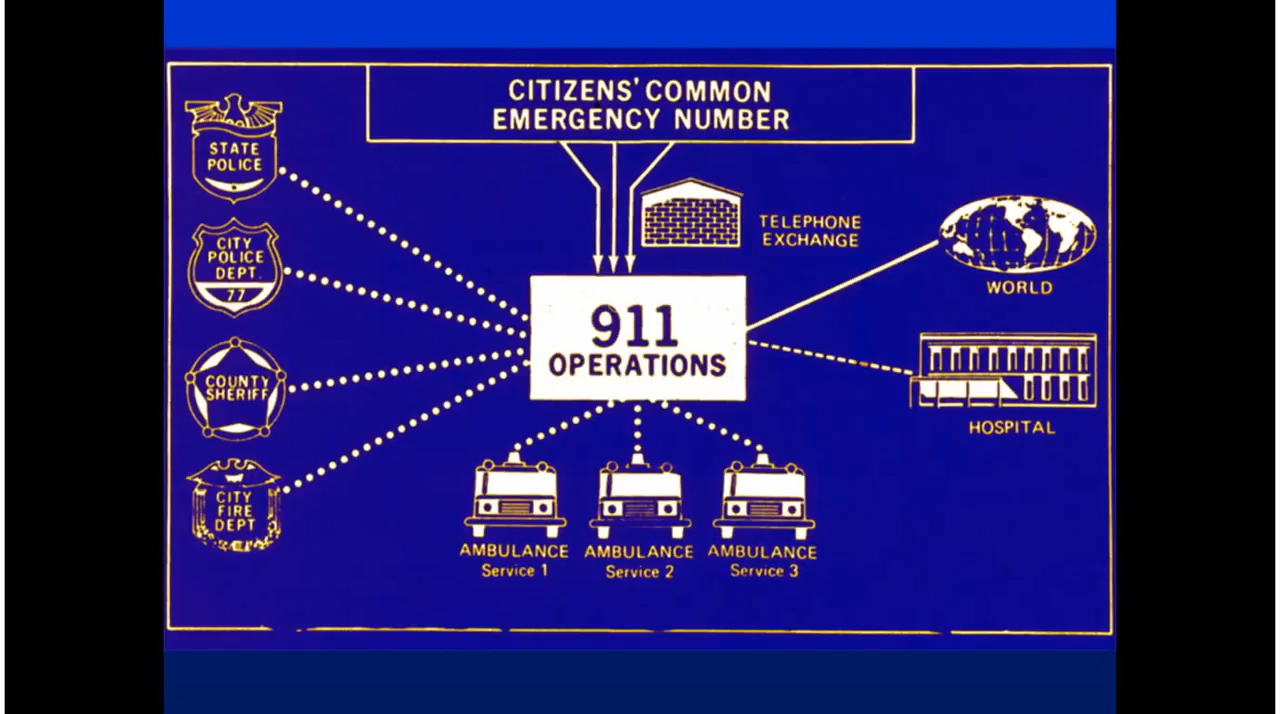 CITIZENS' COMMON
EMERGENCY NUMBER
STATE
POLICE
CITY
POLICE
DEPT.
77
COUNTY
SHERIFF
CITY
FIRE
DEPT
TELEPHONE
EXCHANGE
911
OPERATIONS
WORLD
HOSPITAL
AMBULANCE
Service 1
AMBULANCE
Service 2
AMBULANCE
Service 3